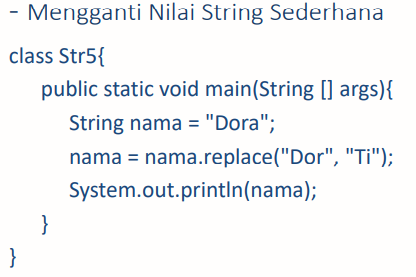 - Mengganti Nilai String Sederhana
class Str5{
public static void main(String [] args){
String nama = "Dora";
nama = nama.replace("Dor", "Ti");
System.out.println(nama);
}
}